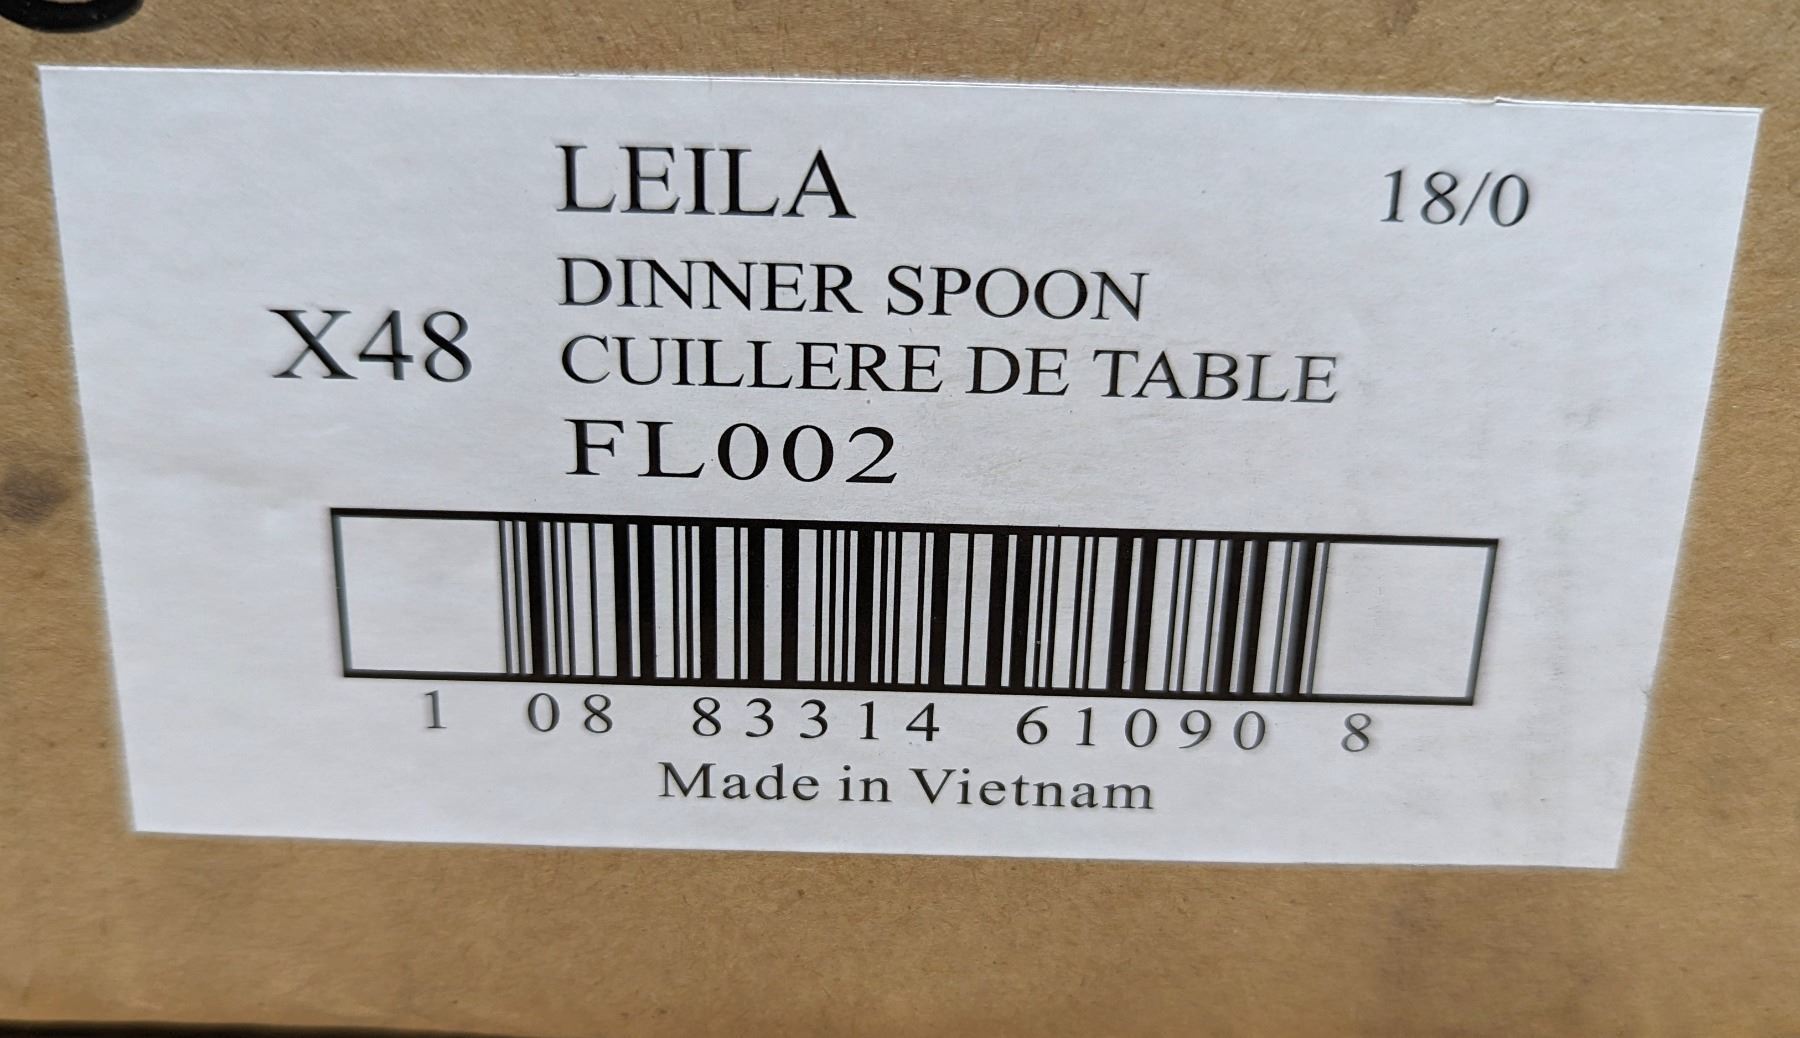 LEILA 18/0
DINNER SPOON
X48 CUILLERE DE TABLE
FL002
1 08 83314 61090 8
Made in Vietnam